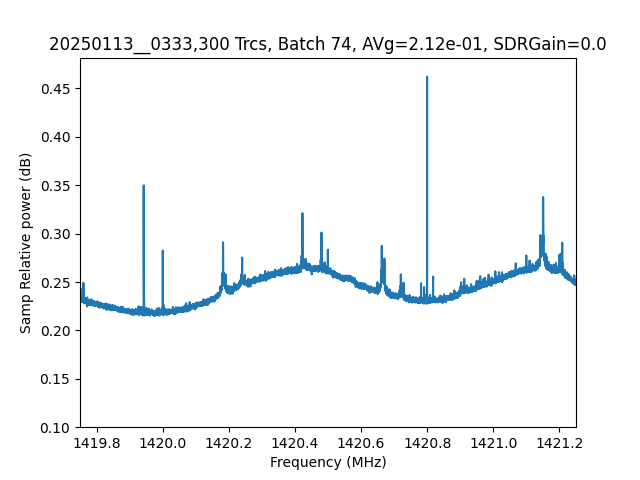 20250113__0333,300 Trcs, Batch 74, AVg=2.12e-01, SDRGain=0.0
Samp Relative power (dB)
0.45
0.40
0.35
0.30
0.25
0.20
0.15
0.10
1419.8 1420.0 1420.2 1420.4 1420.6 1420.8 1421.0 1421.2
Frequency (MHz)